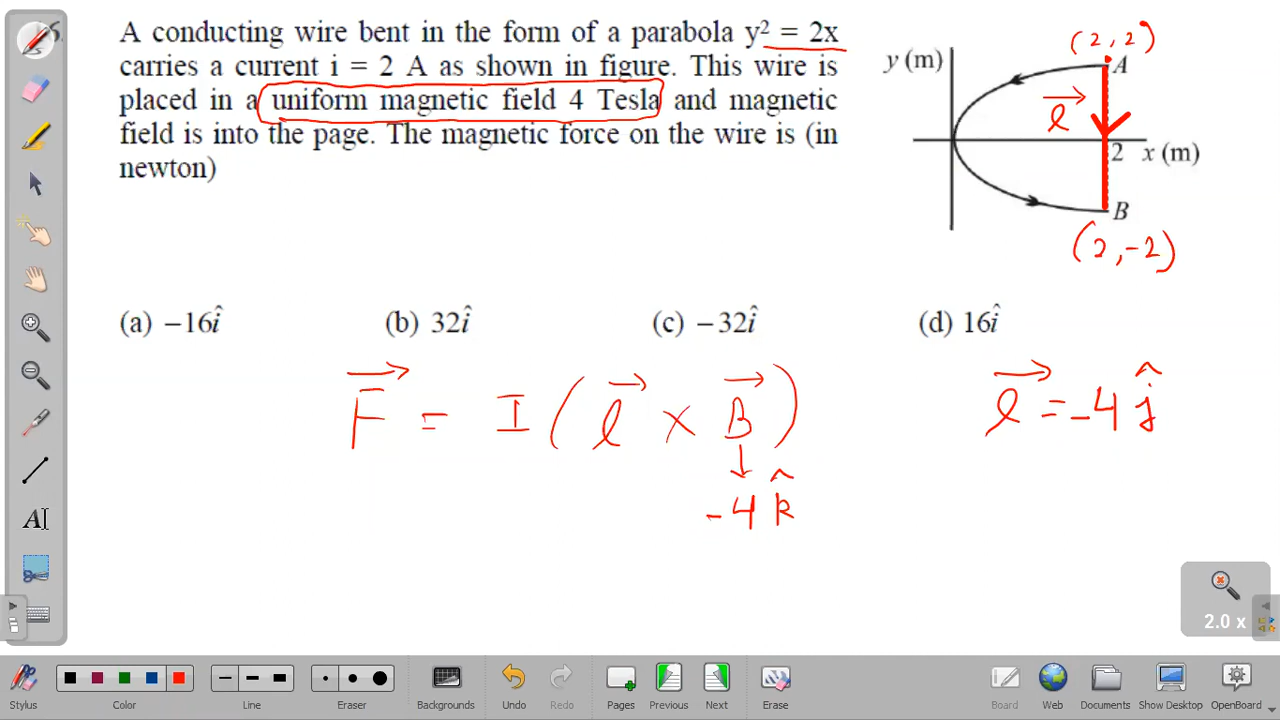 6.
A conducting wire bent in the form of a parabola y² = 2x
carries a current i = 2 A as shown in figure. This wire is
placed in a uniform magnetic field 4 Tesla and magnetic
field is into the page. The magnetic force on the wire is (in
newton)
(2, 2)
y (m)
A
l⃗
2 x (m)
B
(2, -2)
(a) −16î (b) 32î (c) −32î (d) 16î
F⃗ = I ( l⃗ × B⃗ )
l⃗ = -4 ĵ
↓
-4 k̂
2.0 x
Stylus Color Line Eraser Backgrounds Undo Redo Pages Previous Next Erase Board Web Documents Show Desktop OpenBoard